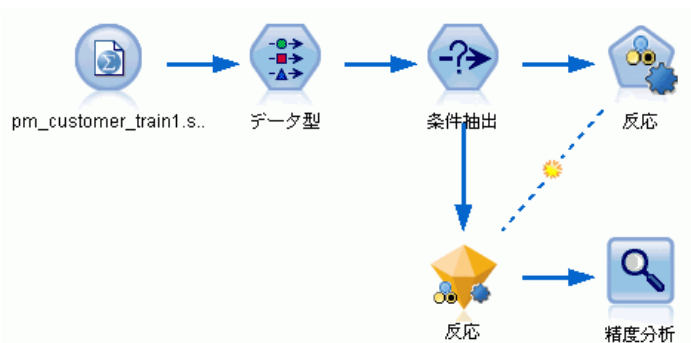 pm_customer_train1.s..
データ型
条件抽出
反応
反応
精度分析